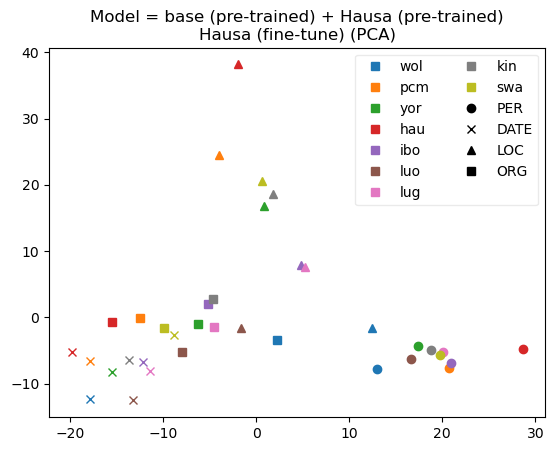 Model = base (pre-trained) + Hausa (pre-trained)
Hausa (fine-tune) (PCA)
40
30
20
10
0
−10
−20
−10
0
10
20
30
wol
pcm
yor
hau
ibo
luo
lug
kin
swa
PER
DATE
LOC
ORG